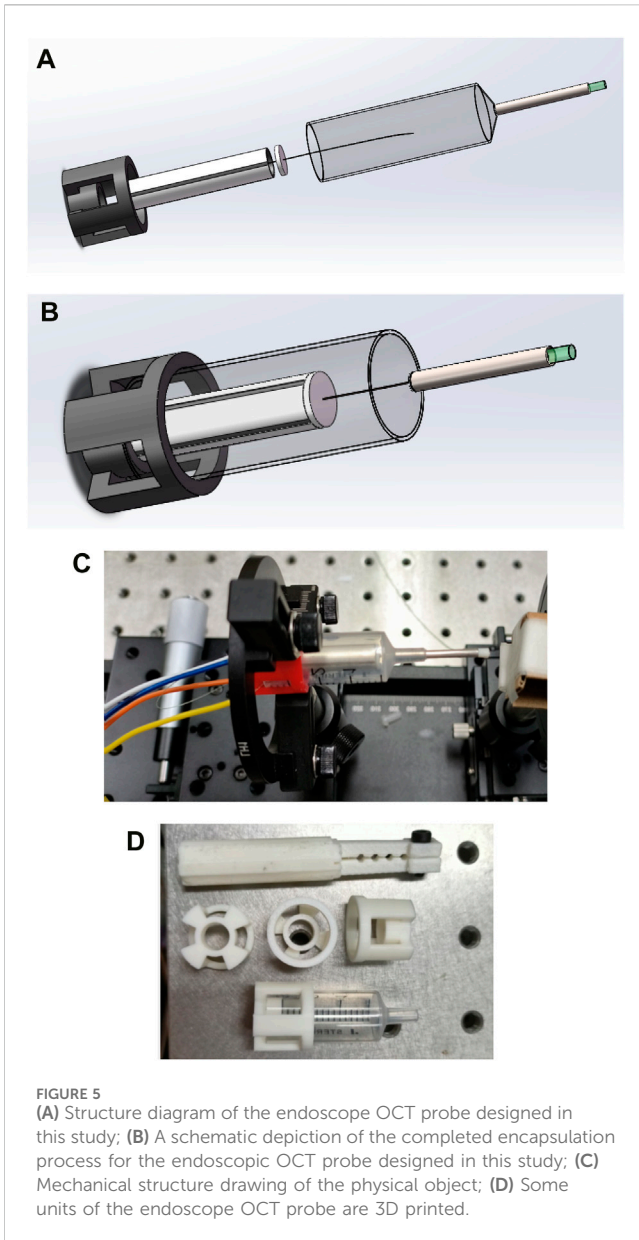 A
B
C
D
FIGURE 5
(A) Structure diagram of the endoscope OCT probe designed in
this study; (B) A schematic depiction of the completed encapsulation
process for the endoscopic OCT probe designed in this study; (C)
Mechanical structure drawing of the physical object; (D) Some
units of the endoscope OCT probe are 3D printed.